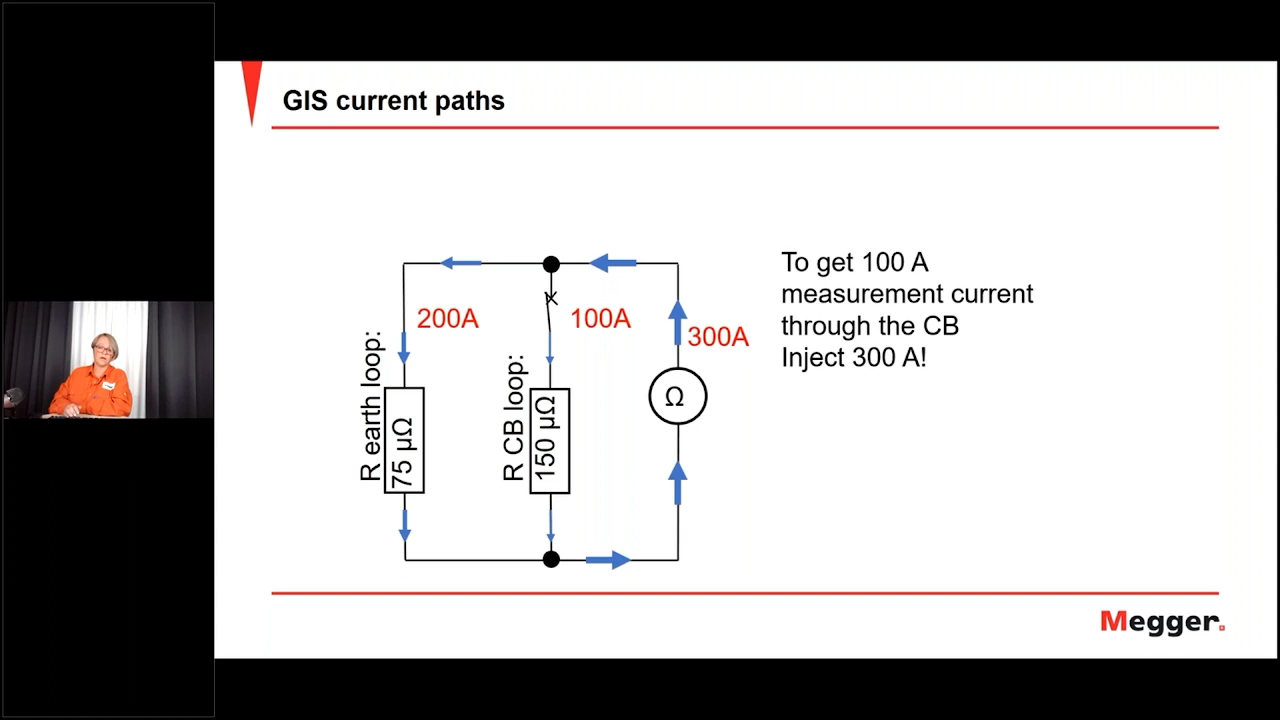 GIS current paths
200A
100A
300A
R earth loop:
75 µΩ
R CB loop:
150 µΩ
Ω
To get 100 A
measurement current
through the CB
Inject 300 A!
Megger.